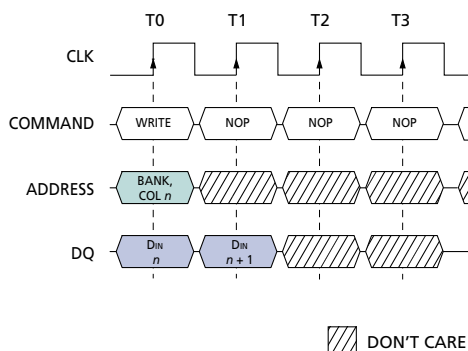 T0 T1 T2 T3
CLK
COMMAND WRITE NOP NOP NOP
ADDRESS BANK,
COL n
DQ DIN
n DIN
n + 1
DON'T CARE